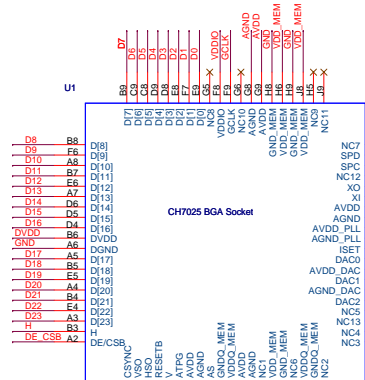 D7 D6 D5 D4 D3 D2 D1 D0 VDDIO GCLK AGND AVDD GND VDD_MEM GND VDD_MEM
B9 C9 C8 D9 D8 E8 E7 E9 G5 F8 F9 G6 G8 G9 H8 H6 H9 J8 H5 J9
U1
D[7] D[6] D[5] D[4] D[3] D[2] D[1] D[0] NC8 VDDIO GCLK NC10 AGND AVDD GND_MEM VDD_MEM GND_MEM VDD_MEM NC9 NC11
D8 B8 D[8] NC7
D9 F6 D[9] SPD
D10 A8 D[10] SPC
D11 B7 D[11] NC12
D12 E6 D[12] XO
D13 A7 D[13] XI
D14 D6 D[14] AVDD
D15 D5 D[15] AGND
CH7025 BGA Socket
D16 D4 D[16] AVDD_PLL
DVDD B6 DVDD AGND_PLL
GND A6 DGND ISET
D17 A5 D[17] DAC0
D18 B5 D[18] AVDD_DAC
D19 E5 D[19] DAC1
D20 A4 D[20] AGND_DAC
D21 B4 D[21] DAC2
D22 E4 D[22] NC5
D23 A3 D[23] NC13
H B3 H NC4
DE_CSB A2 DE/CSB NC3
CSYNC VSO HSO RESETB V ATPG AVDD AGND AS GNDQ_MEM VDDQ_MEM AVDD AGND NC1 VDD_MEM GND_MEM NC6 VDDQ_MEM GNDQ_MEM NC2